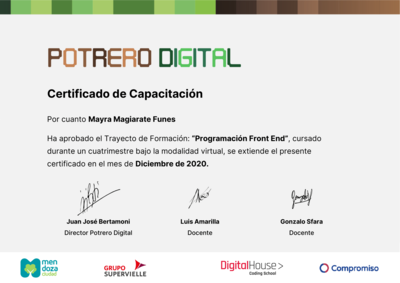 POTRERO DIGITAL
Certificado de Capacitación
Por cuanto Mayra Magiarate Funes
Ha aprobado el Trayecto de Formación: “Programación Front End”, cursado
durante un cuatrimestre bajo la modalidad virtual, se extiende el presente
certificado en el mes de Diciembre de 2020.
Juan José Bertamoni
Director Potrero Digital
Luis Amarilla
Docente
Gonzalo Sfara
Docente
men
doza
ciudad
GRUPO
SUPERVIELLE
DigitalHouse>
Coding School
Compromiso